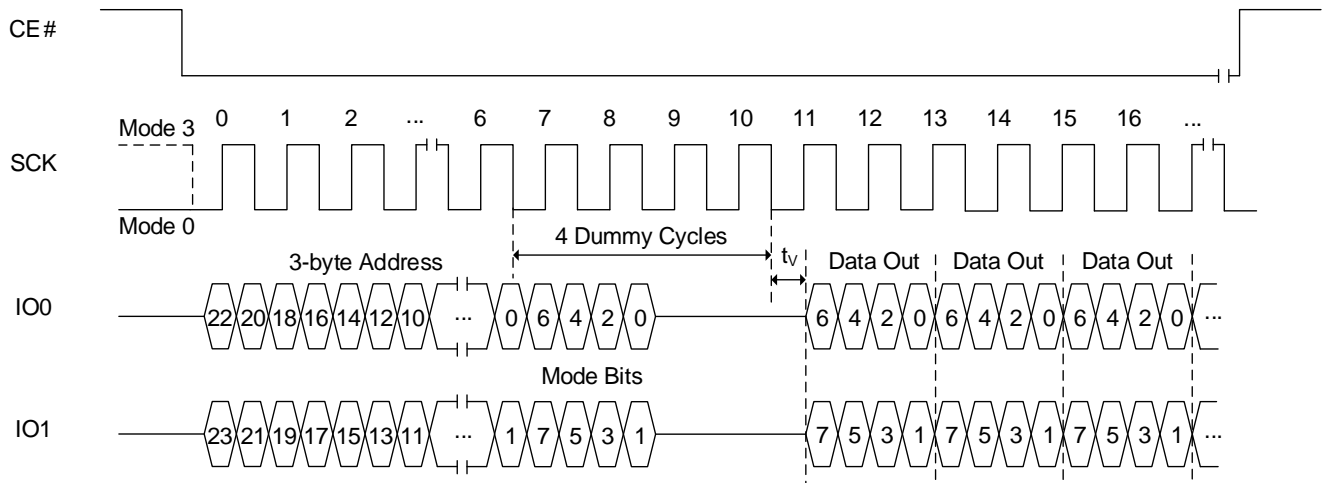 CE#
0 1 2 ... 6 7 8 9 10 11 12 13 14 15 16 ...
Mode 3
SCK
Mode 0
4 Dummy Cycles
3-byte Address
tV
Data Out Data Out Data Out
IO0
22 20 18 16 14 12 10 ... 0 6 4 2 0 6 4 2 0 6 4 2 0 6 4 2 0 ...
Mode Bits
IO1
23 21 19 17 15 13 11 ... 1 7 5 3 1 7 5 3 1 7 5 3 1 7 5 3 1 ...